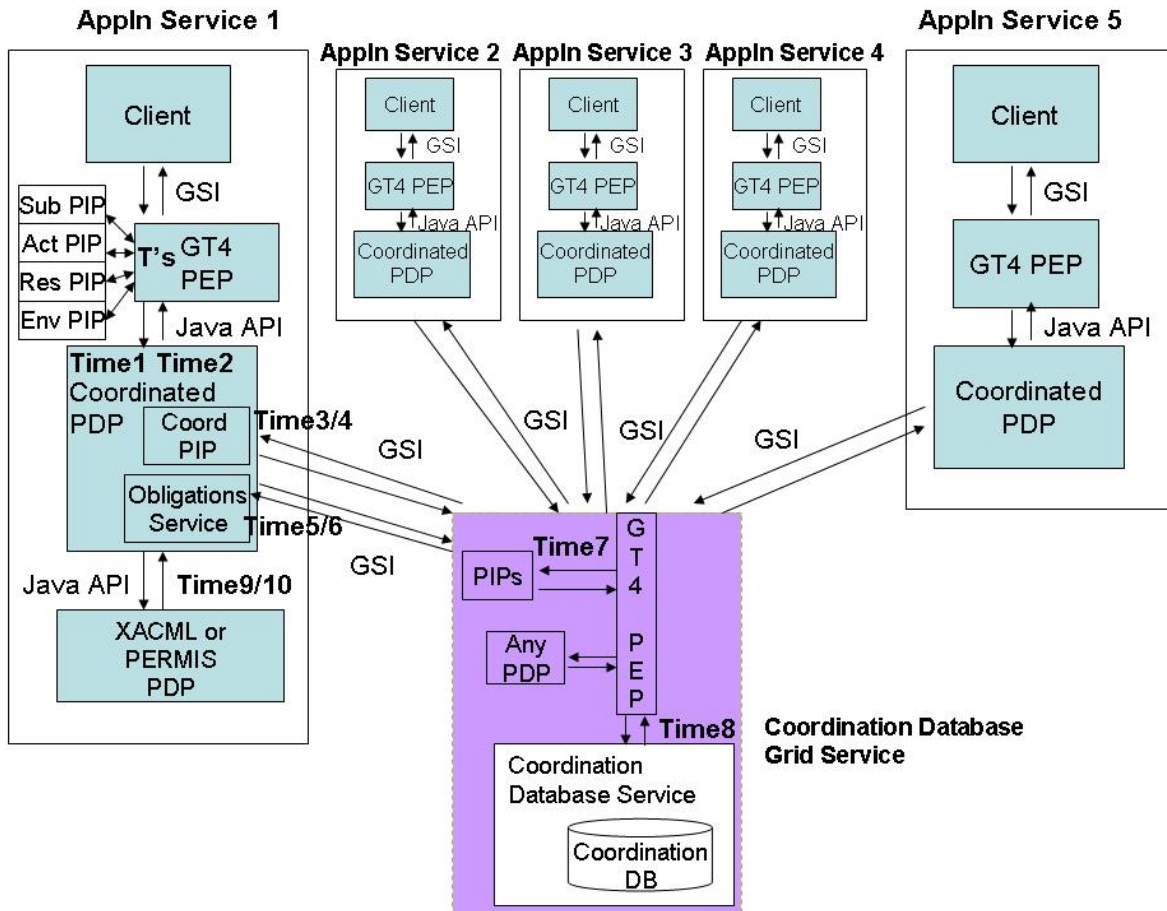 Appln Service 1
Client
GSI
Sub PIP
Act PIP
Res PIP
Env PIP
T's GT4
PEP
Java API
Time1 Time2
Coordinated
PDP
Coord
PIP
Time3/4
Obligations
Service
Time5/6
Java API
Time9/10
XACML or
PERMIS
PDP
Appln Service 2
Client
GSI
GT4 PEP
Java API
Coordinated
PDP
Appln Service 3
Client
GSI
GT4 PEP
Java API
Coordinated
PDP
Appln Service 4
Client
GSI
GT4 PEP
Java API
Coordinated
PDP
Appln Service 5
Client
GSI
GT4 PEP
Java API
Coordinated
PDP
GSI
GSI
GSI
GSI
GSI
GSI
Time7
PIPs
Any
PDP
G
T
4
P
E
P
Time8
Coordination
Database Service
Coordination
DB
Coordination Database
Grid Service